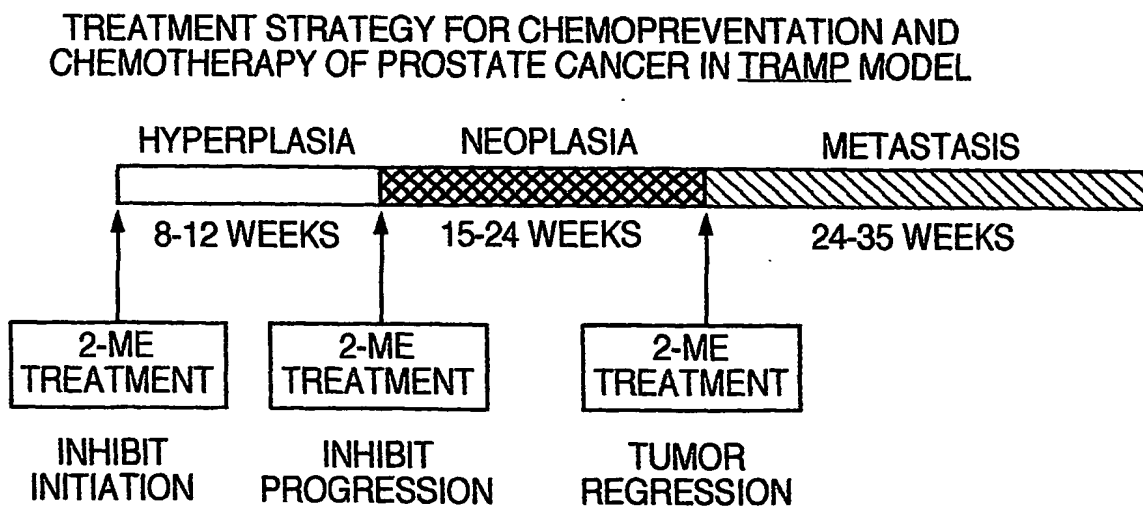 TREATMENT STRATEGY FOR CHEMOPREVENTATION AND
CHEMOTHERAPY OF PROSTATE CANCER IN TRAMP MODEL
HYPERPLASIA NEOPLASIA METASTASIS
8-12 WEEKS 15-24 WEEKS 24-35 WEEKS
2-ME
TREATMENT
2-ME
TREATMENT
2-ME
TREATMENT
INHIBIT
INITIATION
INHIBIT
PROGRESSION
TUMOR
REGRESSION